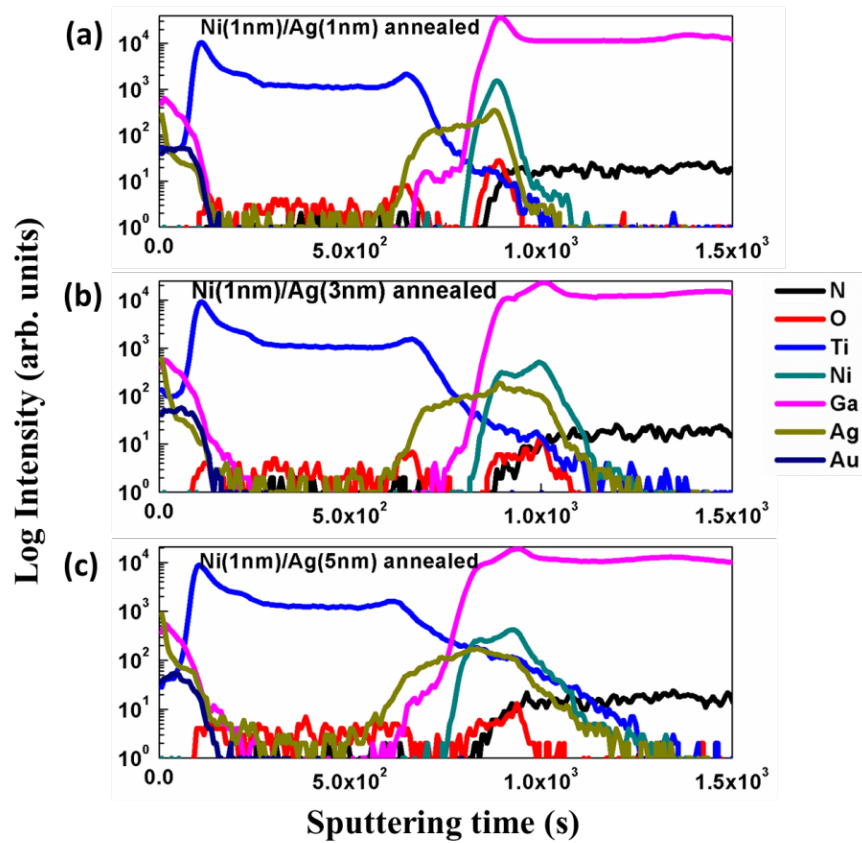 (a)
Ni(1nm)/Ag(1nm) annealed
10⁴
10³
10²
10¹
10⁰
0.0 5.0x10² 1.0x10³ 1.5x10³
(b)
Ni(1nm)/Ag(3nm) annealed
10⁴
10³
10²
10¹
10⁰
0.0 5.0x10² 1.0x10³ 1.5x10³
(c)
Ni(1nm)/Ag(5nm) annealed
10⁴
10³
10²
10¹
10⁰
0.0 5.0x10² 1.0x10³ 1.5x10³
Log Intensity (arb. units)
Sputtering time (s)
N
O
Ti
Ni
Ga
Ag
Au